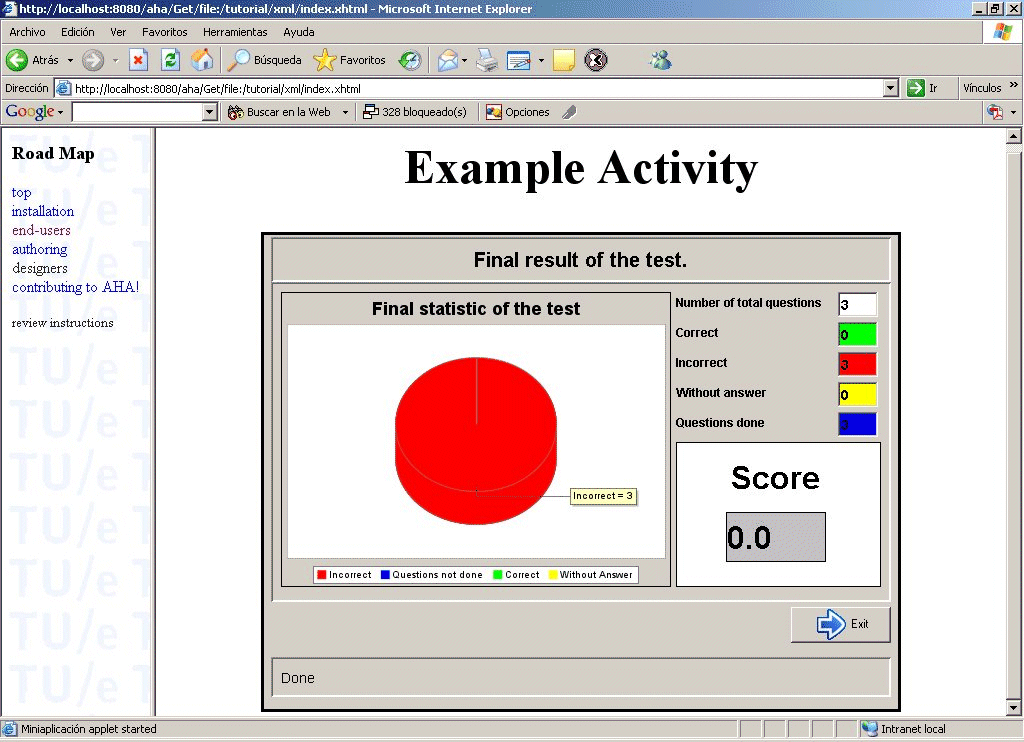 http://localhost:8080/aha/Get/file:/tutorial/xml/index.xhtml - Microsoft Internet Explorer
Archivo Edición Ver Favoritos Herramientas Ayuda
Atrás Búsqueda Favoritos
Dirección http://localhost:8080/aha/Get/file:/tutorial/xml/index.xhtml Ir Vínculos »
Google Buscar en la Web 328 bloqueado(s) Opciones
Road Map
top
installation
end-users
authoring
designers
contributing to AHA!
review instructions
Example Activity
Final result of the test.
Final statistic of the test
Incorrect = 3
Incorrect Questions not done Correct Without Answer
Number of total questions 3
Correct 0
Incorrect 3
Without answer 0
Questions done 3
Score
0.0
Exit
Done
TU/e
Miniaplicación applet started
Intranet local